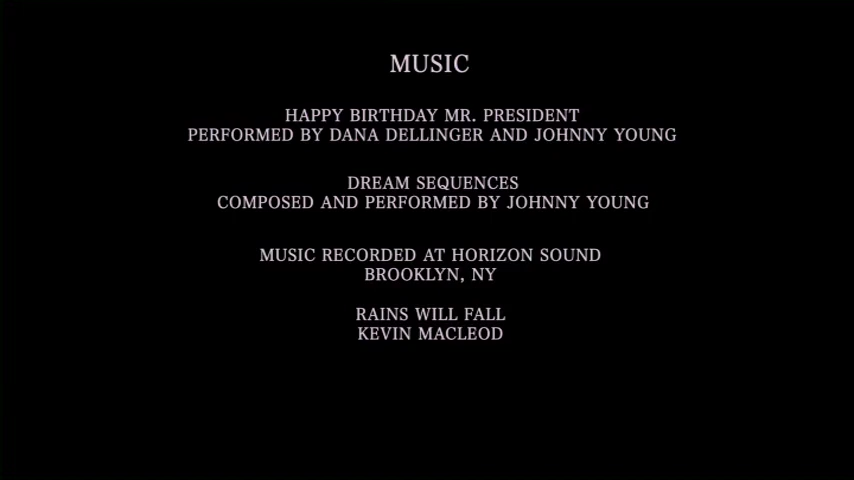 MUSIC
HAPPY BIRTHDAY MR. PRESIDENT
PERFORMED BY DANA DELLINGER AND JOHNNY YOUNG
DREAM SEQUENCES
COMPOSED AND PERFORMED BY JOHNNY YOUNG
MUSIC RECORDED AT HORIZON SOUND
BROOKLYN, NY
RAINS WILL FALL
KEVIN MACLEOD